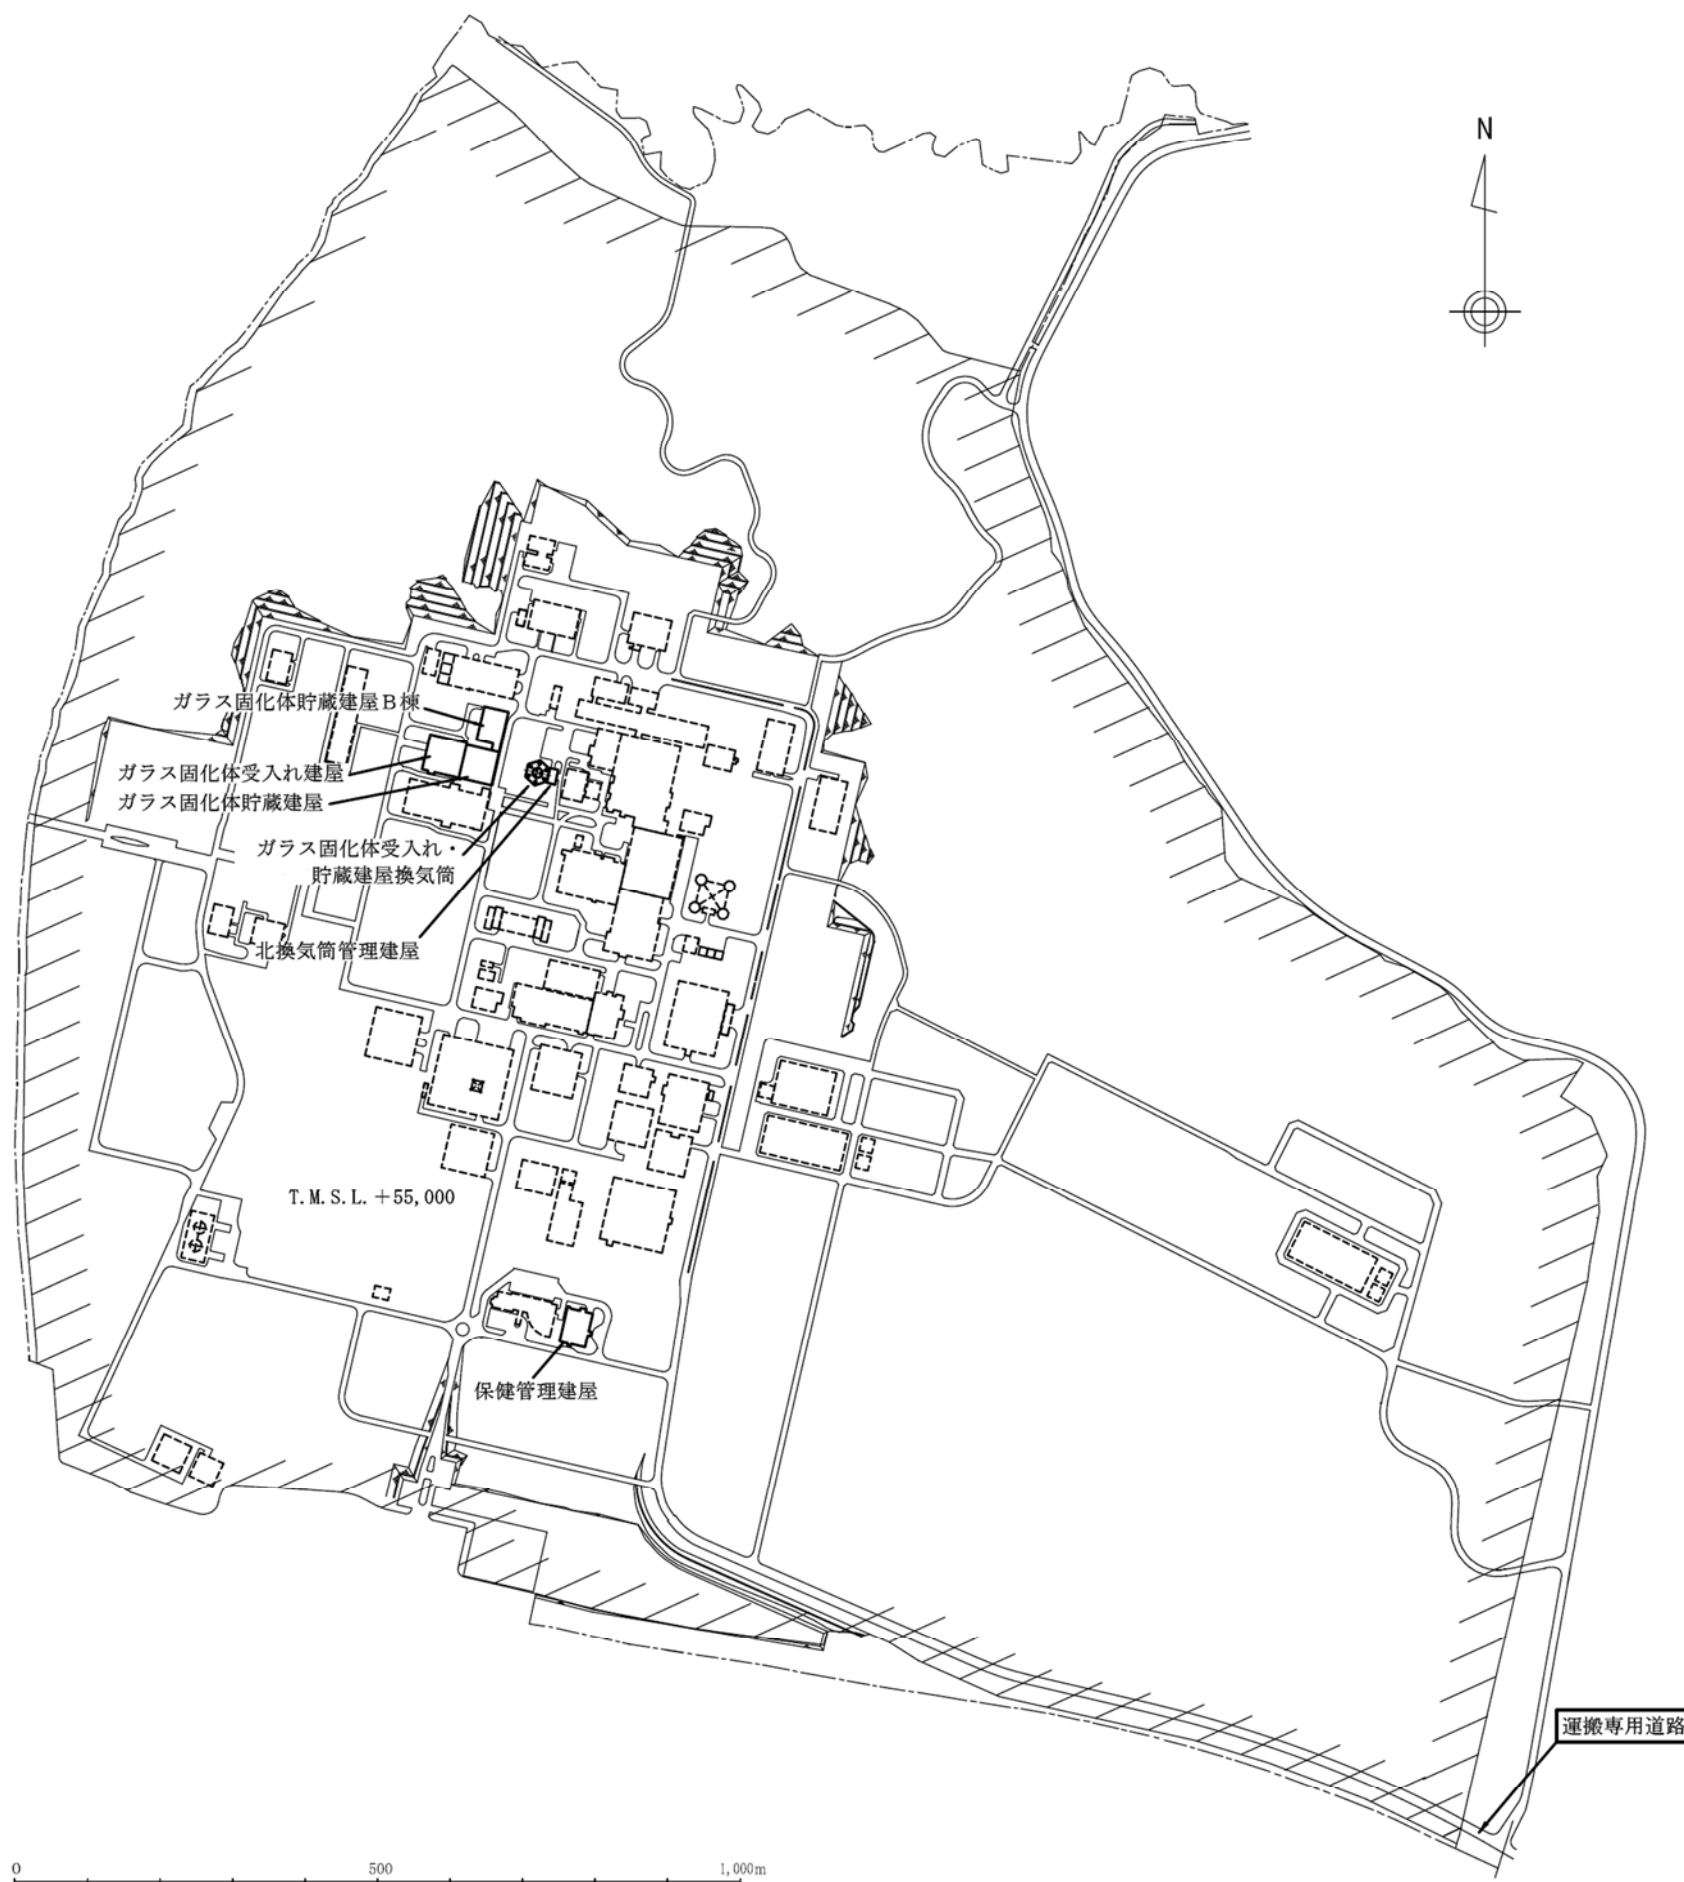 N
ガラス固化体貯蔵建屋B棟
ガラス固化体受入れ建屋
ガラス固化体貯蔵建屋
ガラス固化体受入れ・
貯蔵建屋換気筒
北換気筒管理建屋
T.M.S.L. +55,000
保健管理建屋
運搬専用道路
0 500 1,000m